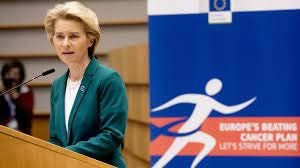 EUROPE'S BEATING
CANCER PLAN
LET'S STRIVE FOR MORE